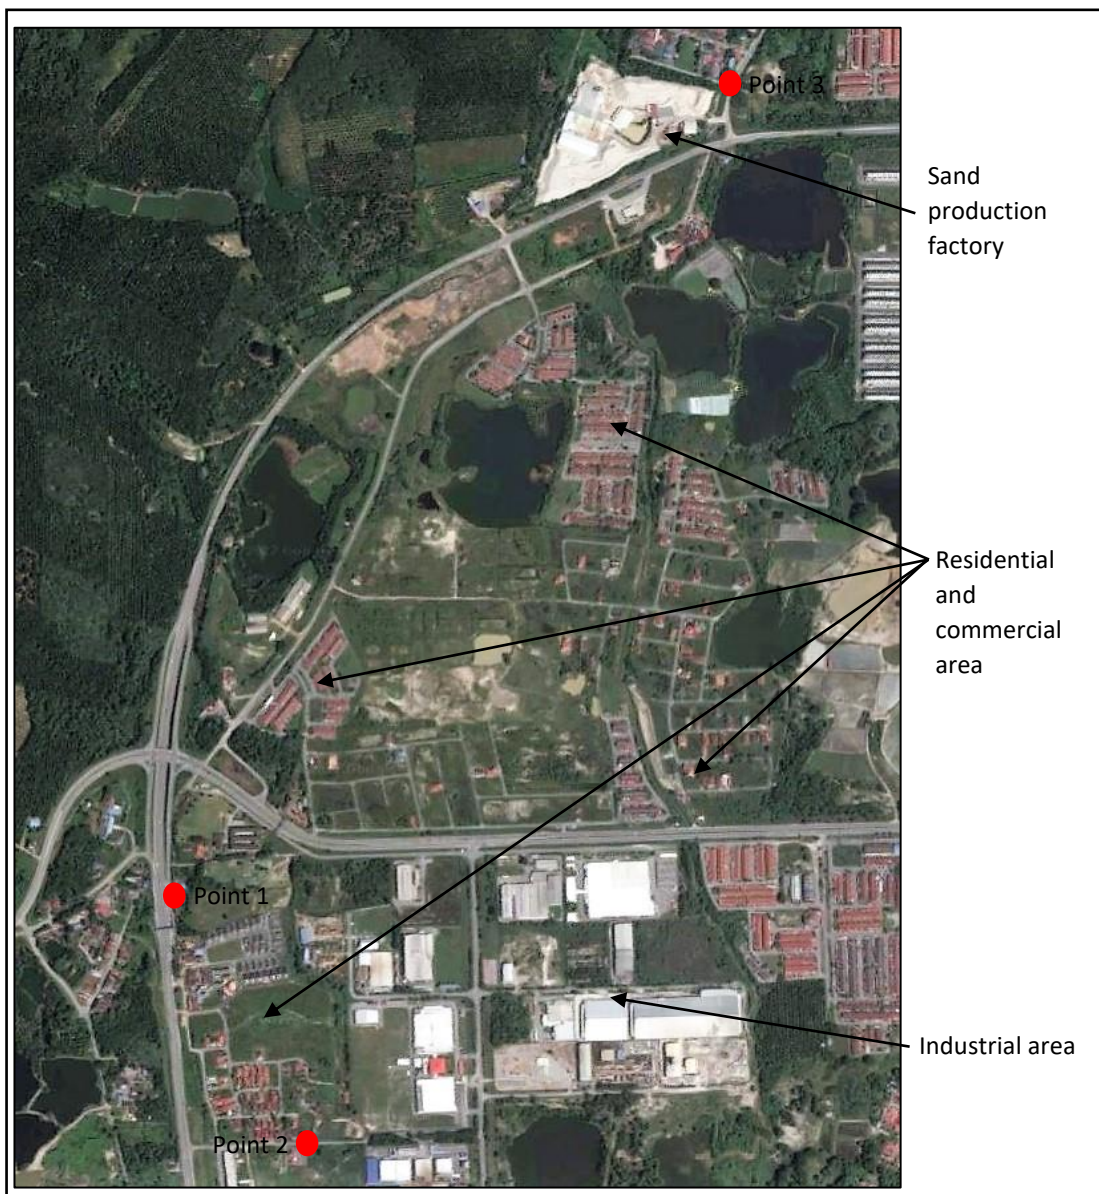 Point 3
Sand
production
factory
Residential
and
commercial
area
Point 1
Industrial area
Point 2